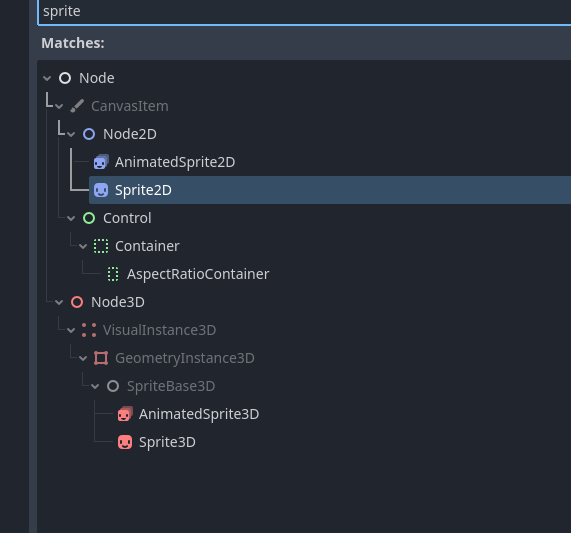 sprite
Matches:
Node
CanvasItem
Node2D
AnimatedSprite2D
Sprite2D
Control
Container
AspectRatioContainer
Node3D
VisualInstance3D
GeometryInstance3D
SpriteBase3D
AnimatedSprite3D
Sprite3D